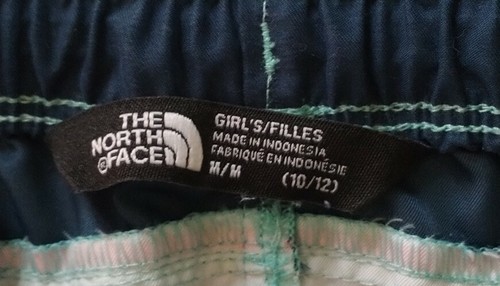 THE
NORTH
FACE
GIRL'S/FILLES
MADE IN INDONESIA
FABRIQUÉ EN INDONÉSIE
M/M (10/12)